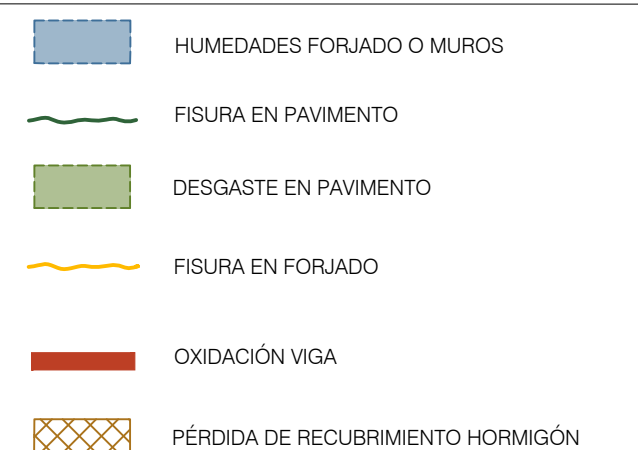 HUMEDADES FORJADO O MUROS
FISURA EN PAVIMENTO
DESGASTE EN PAVIMENTO
FISURA EN FORJADO
OXIDACIÓN VIGA
PÉRDIDA DE RECUBRIMIENTO HORMIGÓN